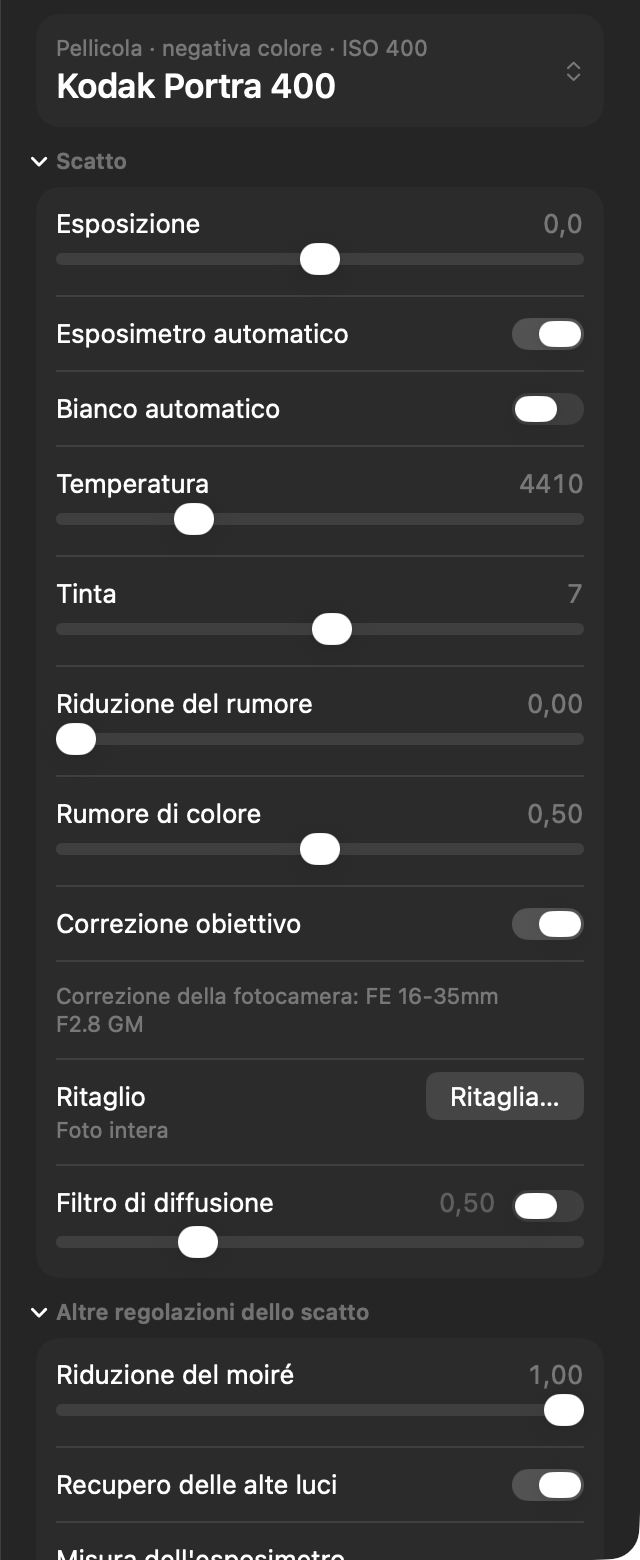 Pellicola · negativa colore · ISO 400
Kodak Portra 400
Scatto
Esposizione 0,0
Esposimetro automatico
Bianco automatico
Temperatura 4410
Tinta 7
Riduzione del rumore 0,00
Rumore di colore 0,50
Correzione obiettivo
Correzione della fotocamera: FE 16-35mm
F2.8 GM
Ritaglio Ritaglia...
Foto intera
Filtro di diffusione 0,50
Altre regolazioni dello scatto
Riduzione del moiré 1,00
Recupero delle alte luci
Misura dell'esposimetro